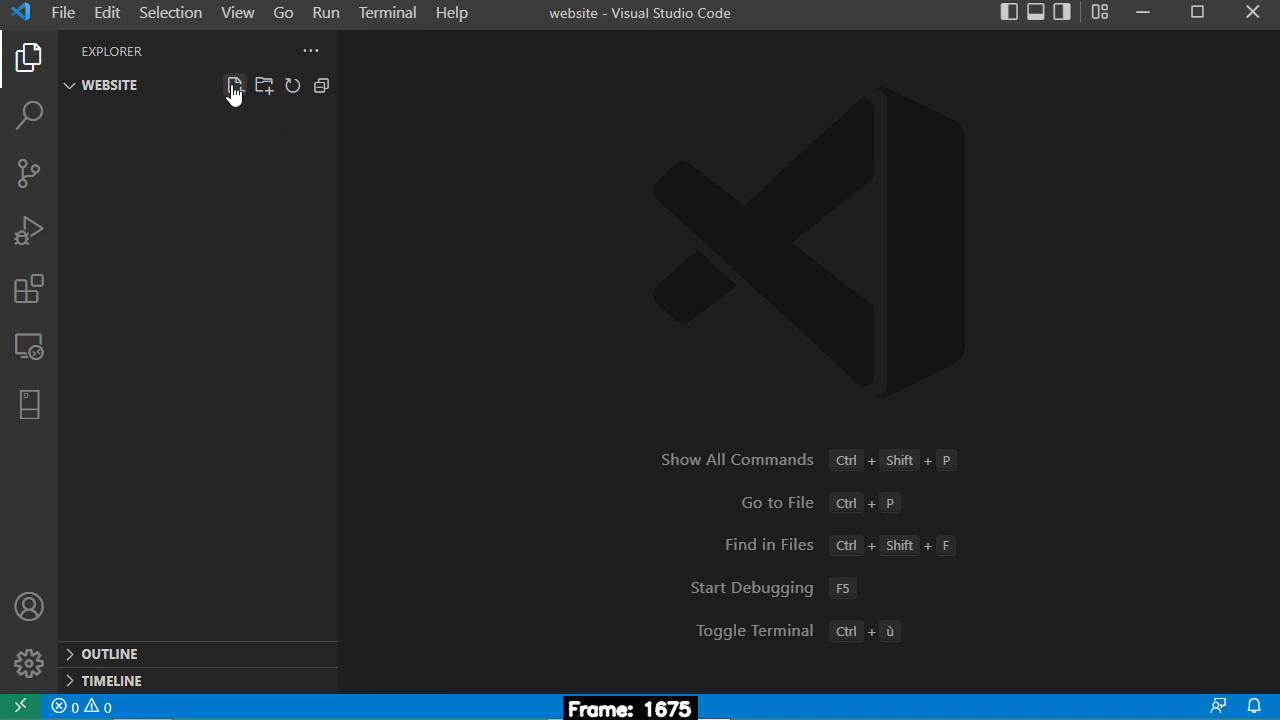 File Edit Selection View Go Run Terminal Help website - Visual Studio Code
EXPLORER
WEBSITE
Show All Commands Ctrl + Shift + P
Go to File Ctrl + P
Find in Files Ctrl + Shift + F
Start Debugging F5
Toggle Terminal Ctrl + ù
OUTLINE
TIMELINE
0 0
Frame: 1675